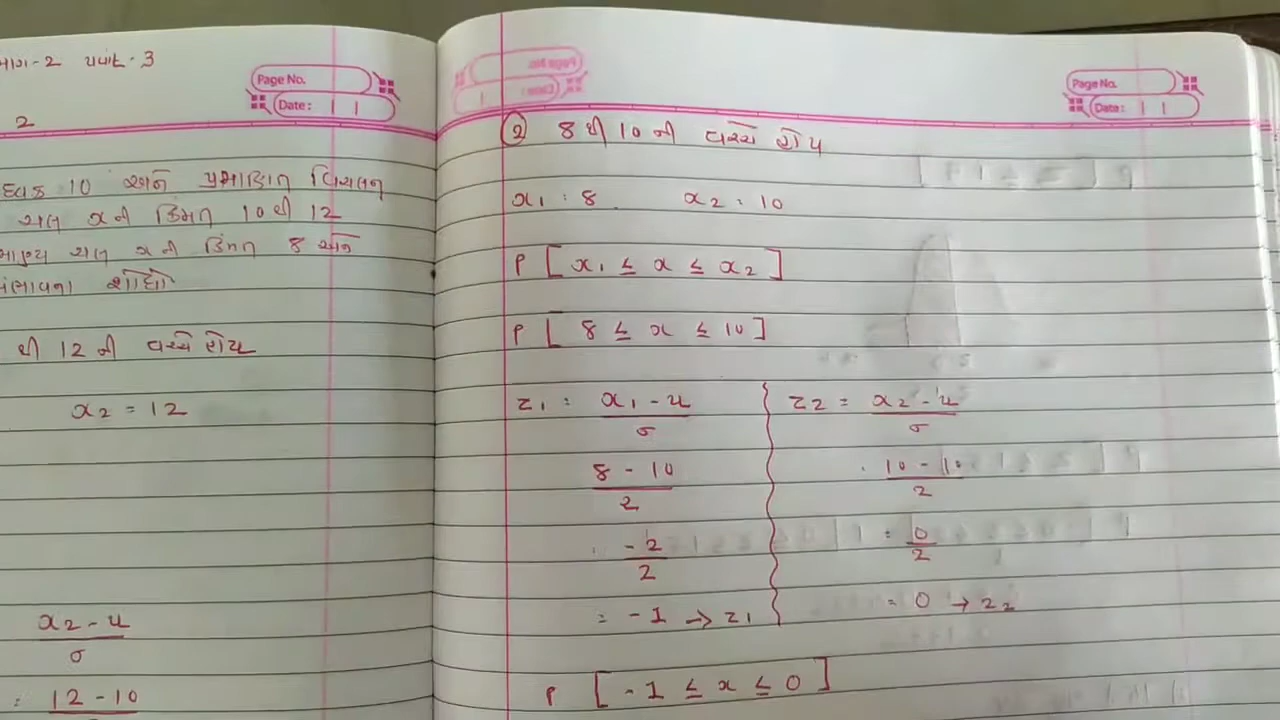 ભાગ-2 પ્રકરણ-3
Page No.
Date:
2
10 અને પ્રમાણિત વિચલન
ચલ x ની કિંમત 10 થી 12
ચલ x ની કિંમત 8 અને
સંભાવના શોધો
થી 12 ની વચ્ચે હોય
x2 = 12
x2 - u
σ
: 12 - 10
Page No.
Date:
② 8 થી 10 ની વચ્ચે હોય
x1 : 8 x2 : 10
P [ x1 ≤ x ≤ x2 ]
P [ 8 ≤ x ≤ 10 ]
z1 : x1 - u z2 = x2 - u
σ σ
8 - 10 10 - 10
2 2
-2 = 0
2 2
= -1 → z1 = 0 → z2
P [ -1 ≤ x ≤ 0 ]